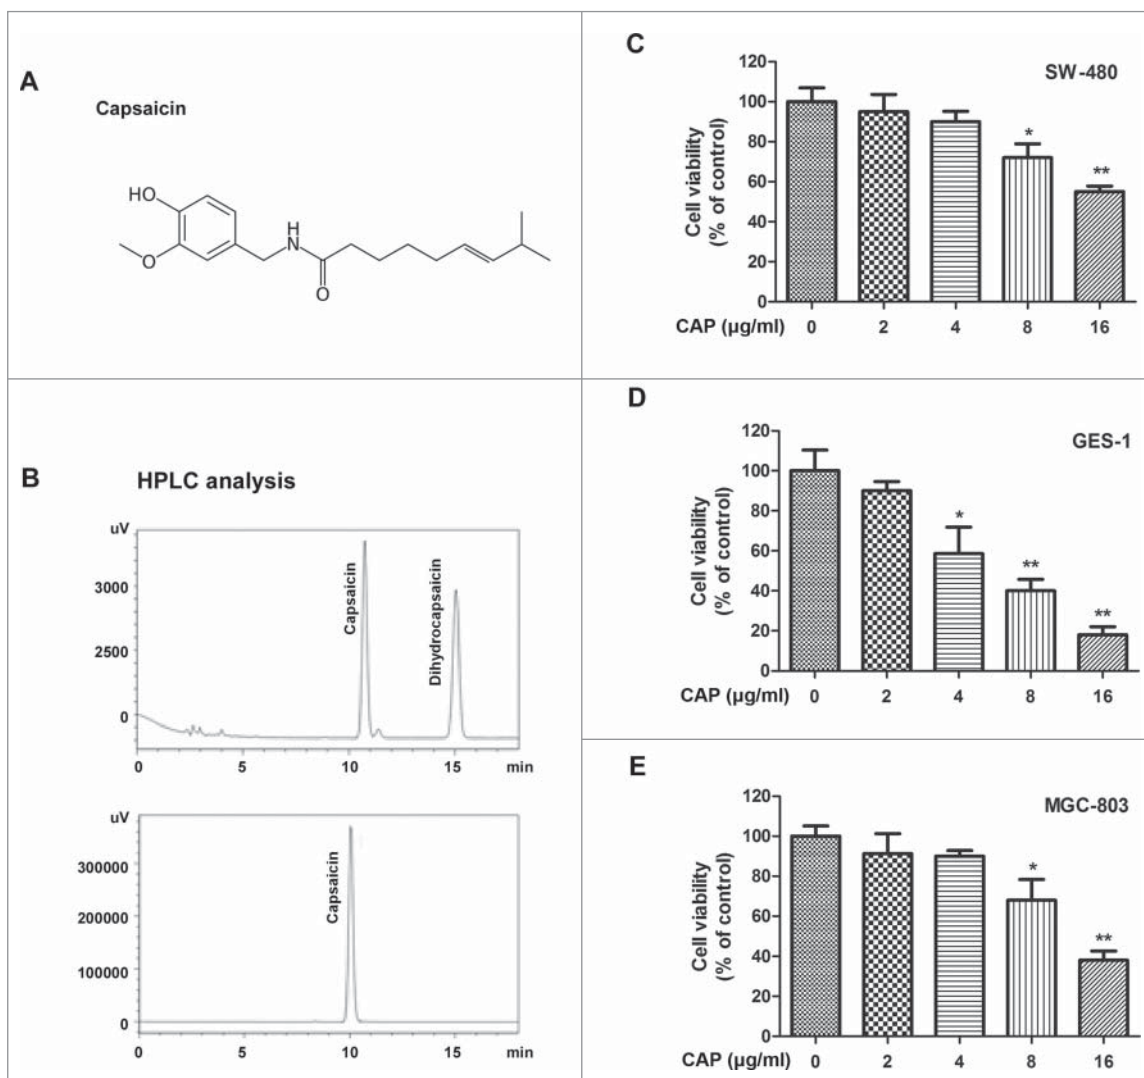 A
Capsaicin
HO
O
H
N
O
B
HPLC analysis
uV
3000
2500
0
Capsaicin
Dihydrocapsaicin
0
5
10
15
min
uV
300000
200000
100000
0
Capsaicin
0
5
10
15
min
C
SW-480
120
100
80
60
40
20
0
Cell viability
(% of control)
*
**
CAP (μg/ml)
0
2
4
8
16
D
GES-1
120
100
80
60
40
20
0
Cell viability
(% of control)
*
**
**
CAP (μg/ml)
0
2
4
8
16
E
MGC-803
120
100
80
60
40
20
0
Cell viability
(% of control)
*
**
CAP (μg/ml)
0
2
4
8
16